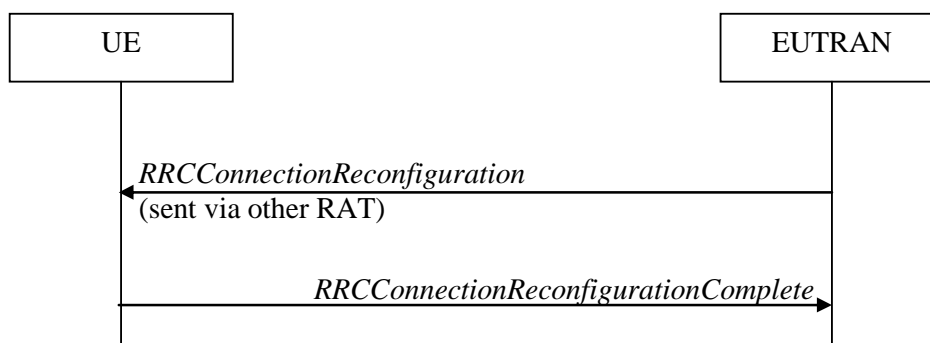 UE
EUTRAN
RRCConnectionReconfiguration
(sent via other RAT)
RRCConnectionReconfigurationComplete